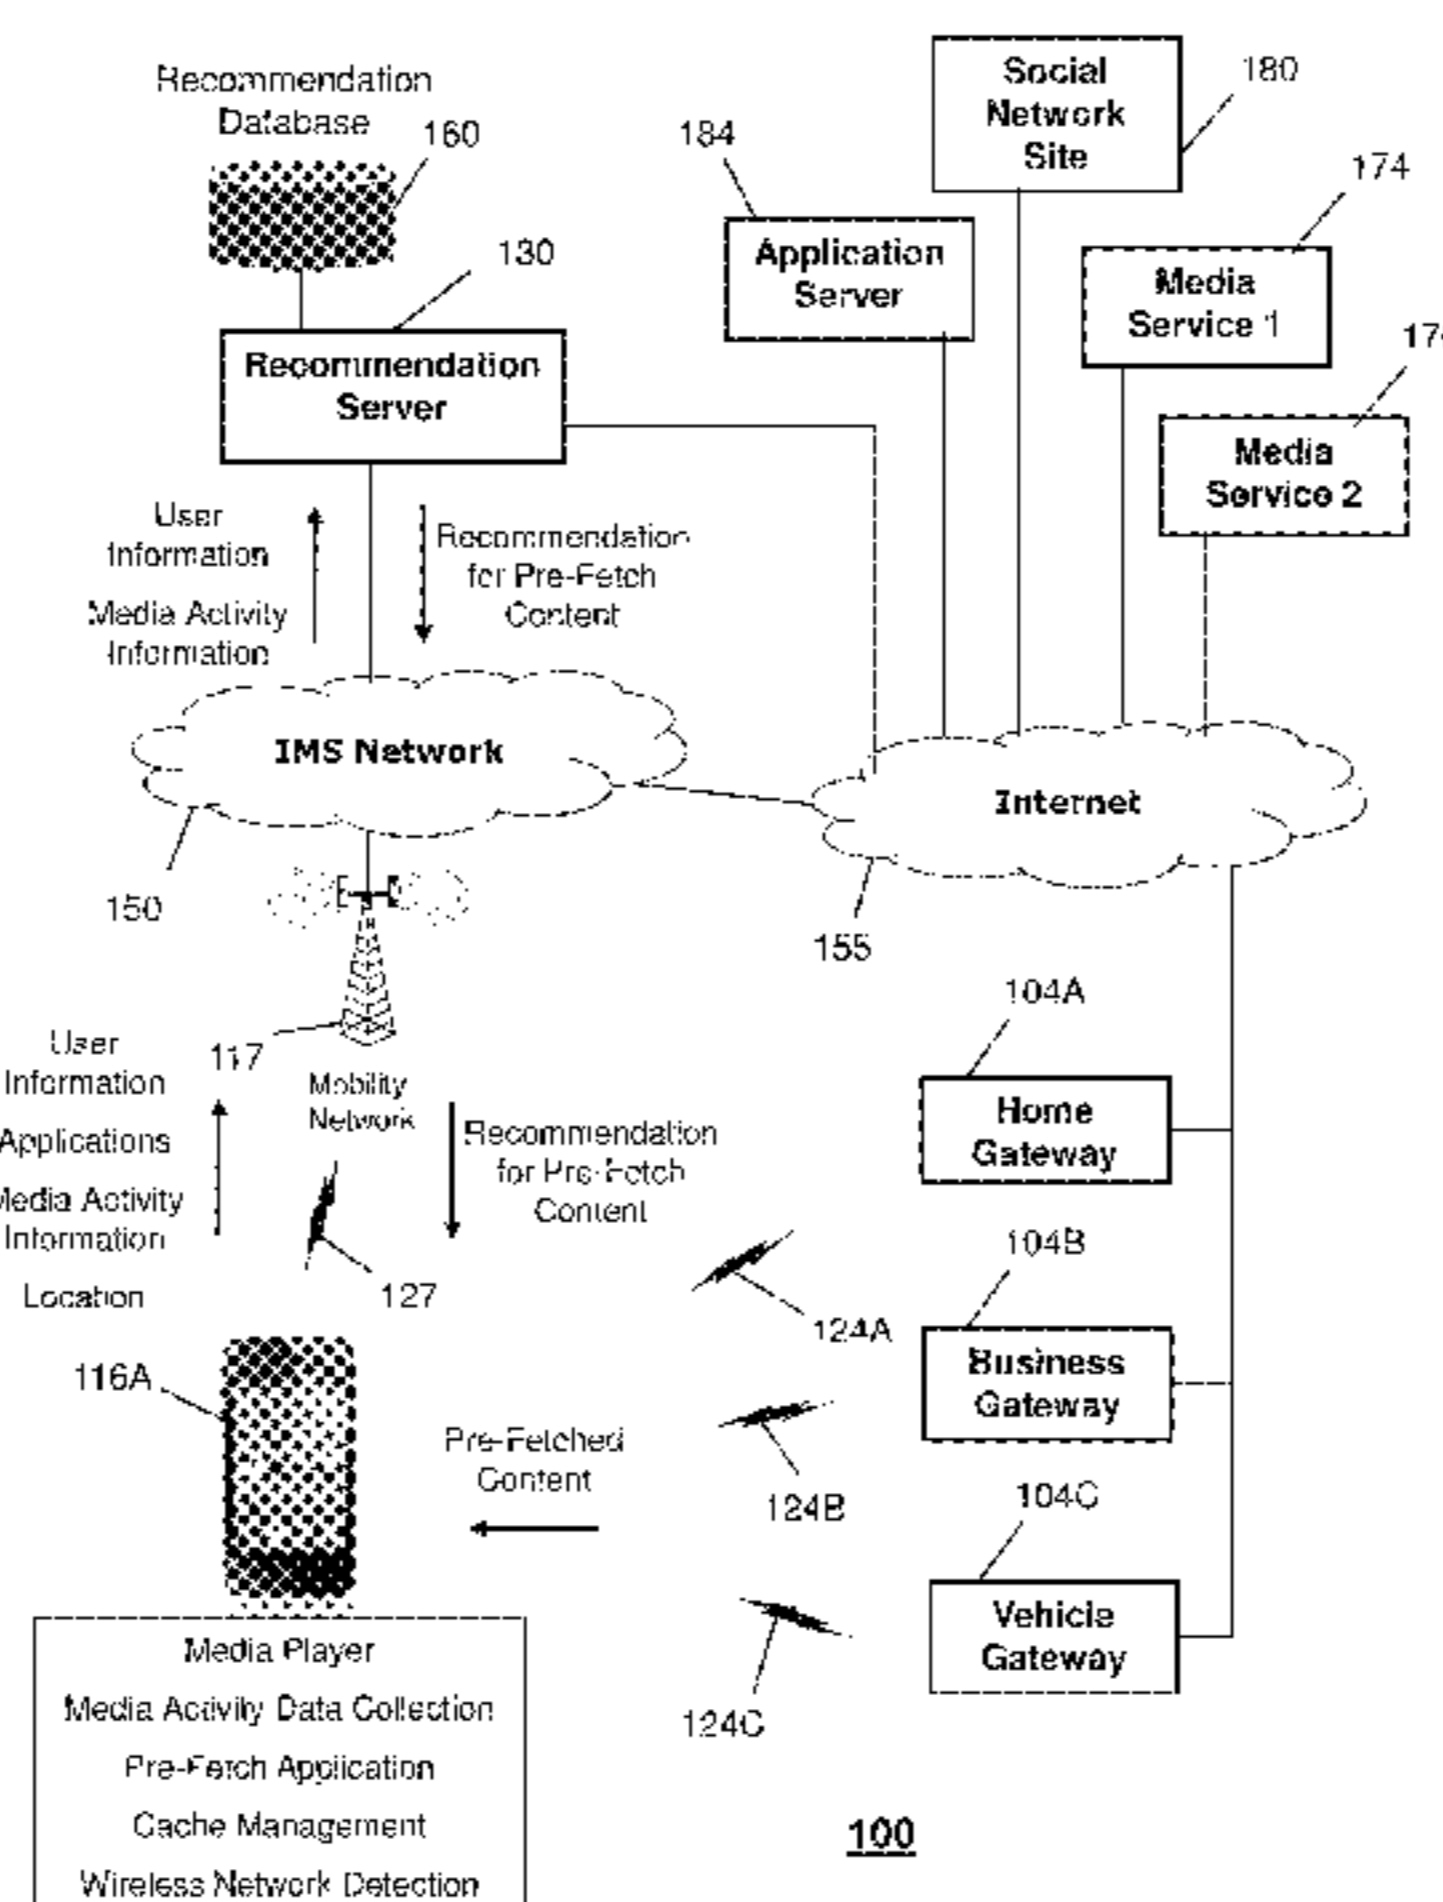 Recommendation
Database
160
130
Recommendation
Server
184
Application
Server
Social
Network
Site
180
174
Media
Service 1
Media
Service 2
User
Information
Media Activity
Information
Recommendation
for Pre-Fetch
Content
IMS Network
150
Internet
155
117
Mobility
Network
User
Information
Applications
Media Activity
Information
Location
Recommendation
for Pre-Fetch
Content
127
104A
Home
Gateway
124A
104B
Business
Gateway
124B
104C
Vehicle
Gateway
124C
116A
Pre-Fetched
Content
Media Player
Media Activity Data Collection
Pre-Fetch Application
Cache Management
Wireless Network Detection
100